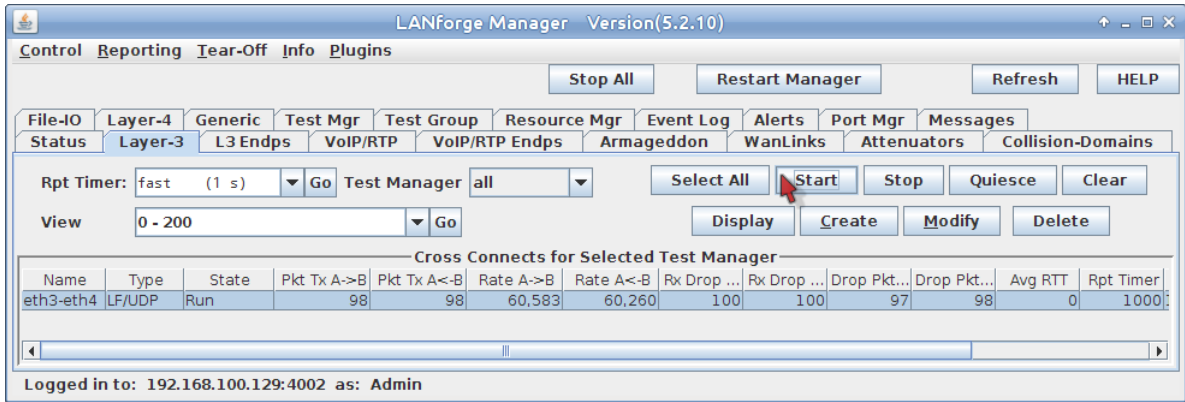 LANforge Manager Version(5.2.10)
Control Reporting Tear-Off Info Plugins
Stop All Restart Manager Refresh HELP
File-IO Layer-4 Generic Test Mgr Test Group Resource Mgr Event Log Alerts Port Mgr Messages
Status Layer-3 L3 Endps VoIP/RTP VoIP/RTP Endps Armageddon WanLinks Attenuators Collision-Domains
Rpt Timer: fast (1 s) Go Test Manager all Select All Start Stop Quiesce Clear
View 0 - 200 Go Display Create Modify Delete
Cross Connects for Selected Test Manager
Name Type State Pkt Tx A->B Pkt Tx A<-B Rate A->B Rate A<-B Rx Drop ... Rx Drop ... Drop Pkt... Drop Pkt... Avg RTT Rpt Timer
eth3-eth4 LF/UDP Run 98 98 60,583 60,260 100 100 97 98 0 1000
Logged in to: 192.168.100.129:4002 as: Admin